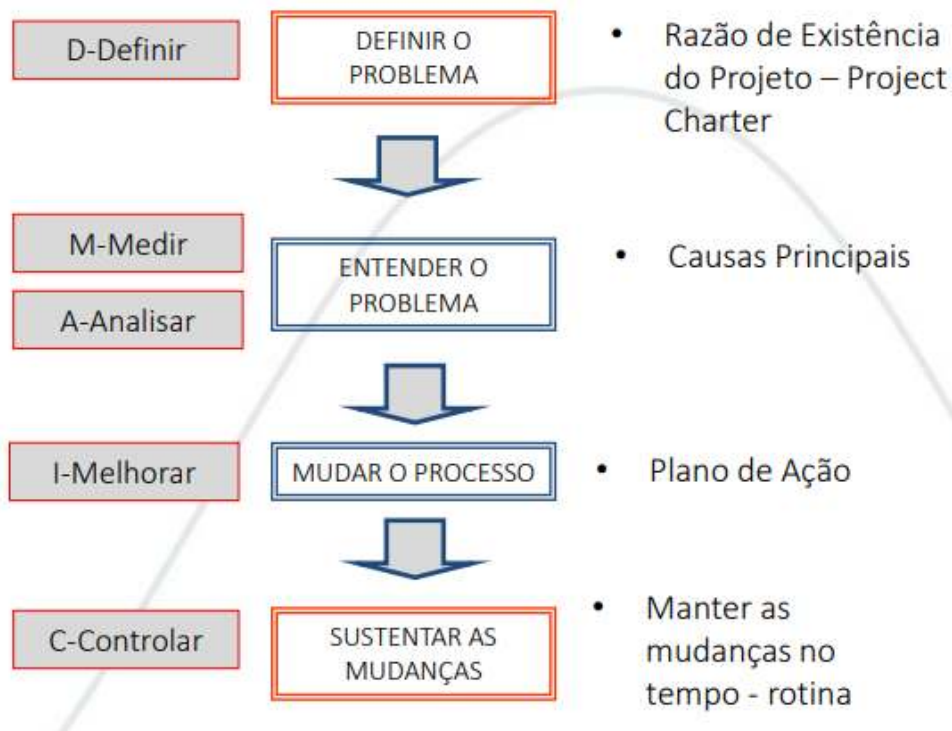 D-Definir
DEFINIR O
PROBLEMA
• Razão de Existência
do Projeto – Project
Charter
M-Medir
A-Analisar
ENTENDER O
PROBLEMA
• Causas Principais
I-Melhorar
MUDAR O PROCESSO
• Plano de Ação
C-Controlar
SUSTENTAR AS
MUDANÇAS
• Manter as
mudanças no
tempo - rotina